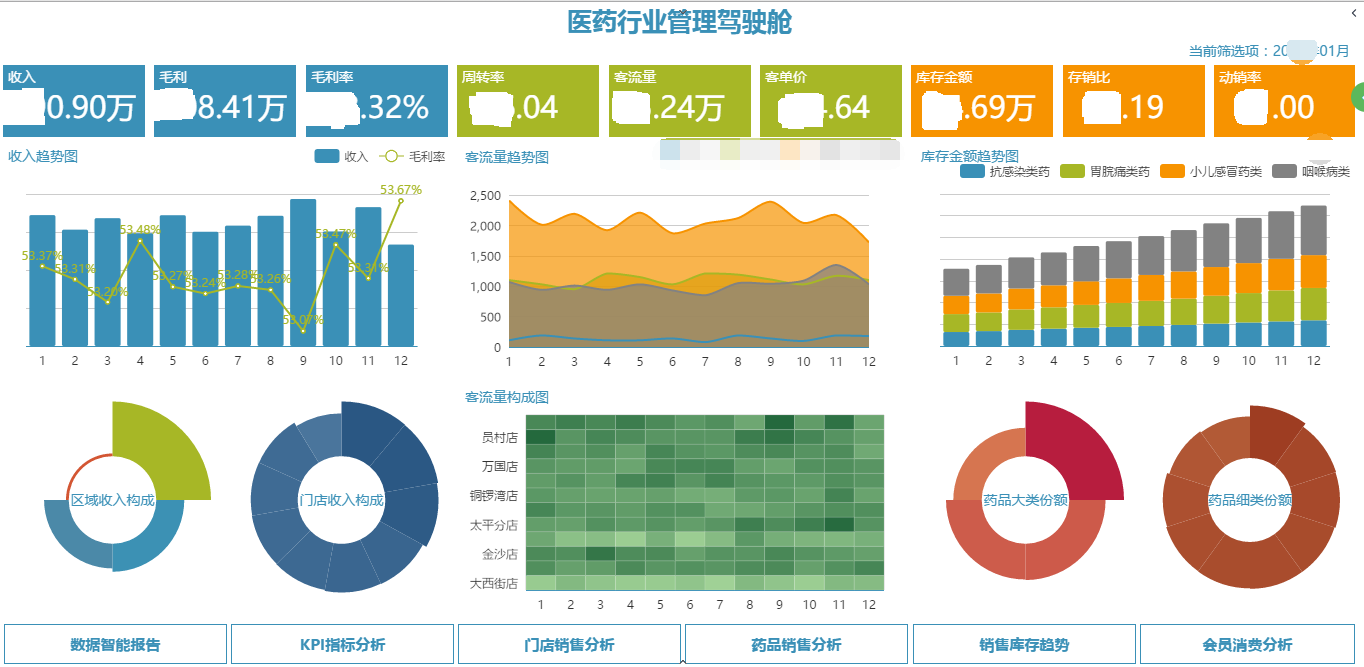 医药行业管理驾驶舱
当前筛选项：20 年01月
收入 毛利 毛利率 周转率 客流量 客单价 库存金额 存销比 动销率
0.90万 8.41万 .32% .04 .24万 .64 .69万 .19 .00
收入趋势图
收入 毛利率
53.37% 53.31% 53.20% 53.48% 53.27% 53.24% 53.28% 53.26% 53.07% 53.47% 53.31% 53.67%
1 2 3 4 5 6 7 8 9 10 11 12
客流量趋势图
2,500
2,000
1,500
1,000
500
0
1 2 3 4 5 6 7 8 9 10 11 12
库存金额趋势图
抗感染类药 胃脘痛类药 小儿感冒药类 咽喉病类
1 2 3 4 5 6 7 8 9 10 11 12
区域收入构成
门店收入构成
客流量构成图
员村店
万国店
铜锣湾店
太平分店
金沙店
大西街店
1 2 3 4 5 6 7 8 9 10 11 12
药品大类份额
药品细类份额
数据智能报告 KPI指标分析 门店销售分析 药品销售分析 销售库存趋势 会员消费分析